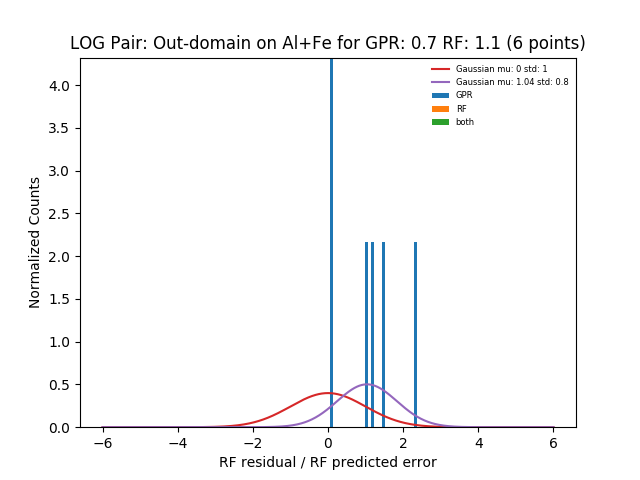 LOG Pair: Out-domain on Al+Fe for GPR: 0.7 RF: 1.1 (6 points)
Gaussian mu: 0 std: 1
Gaussian mu: 1.04 std: 0.8
GPR
RF
both
Normalized Counts
4.0
3.5
3.0
2.5
2.0
1.5
1.0
0.5
0.0
−6 −4 −2 0 2 4 6
RF residual / RF predicted error